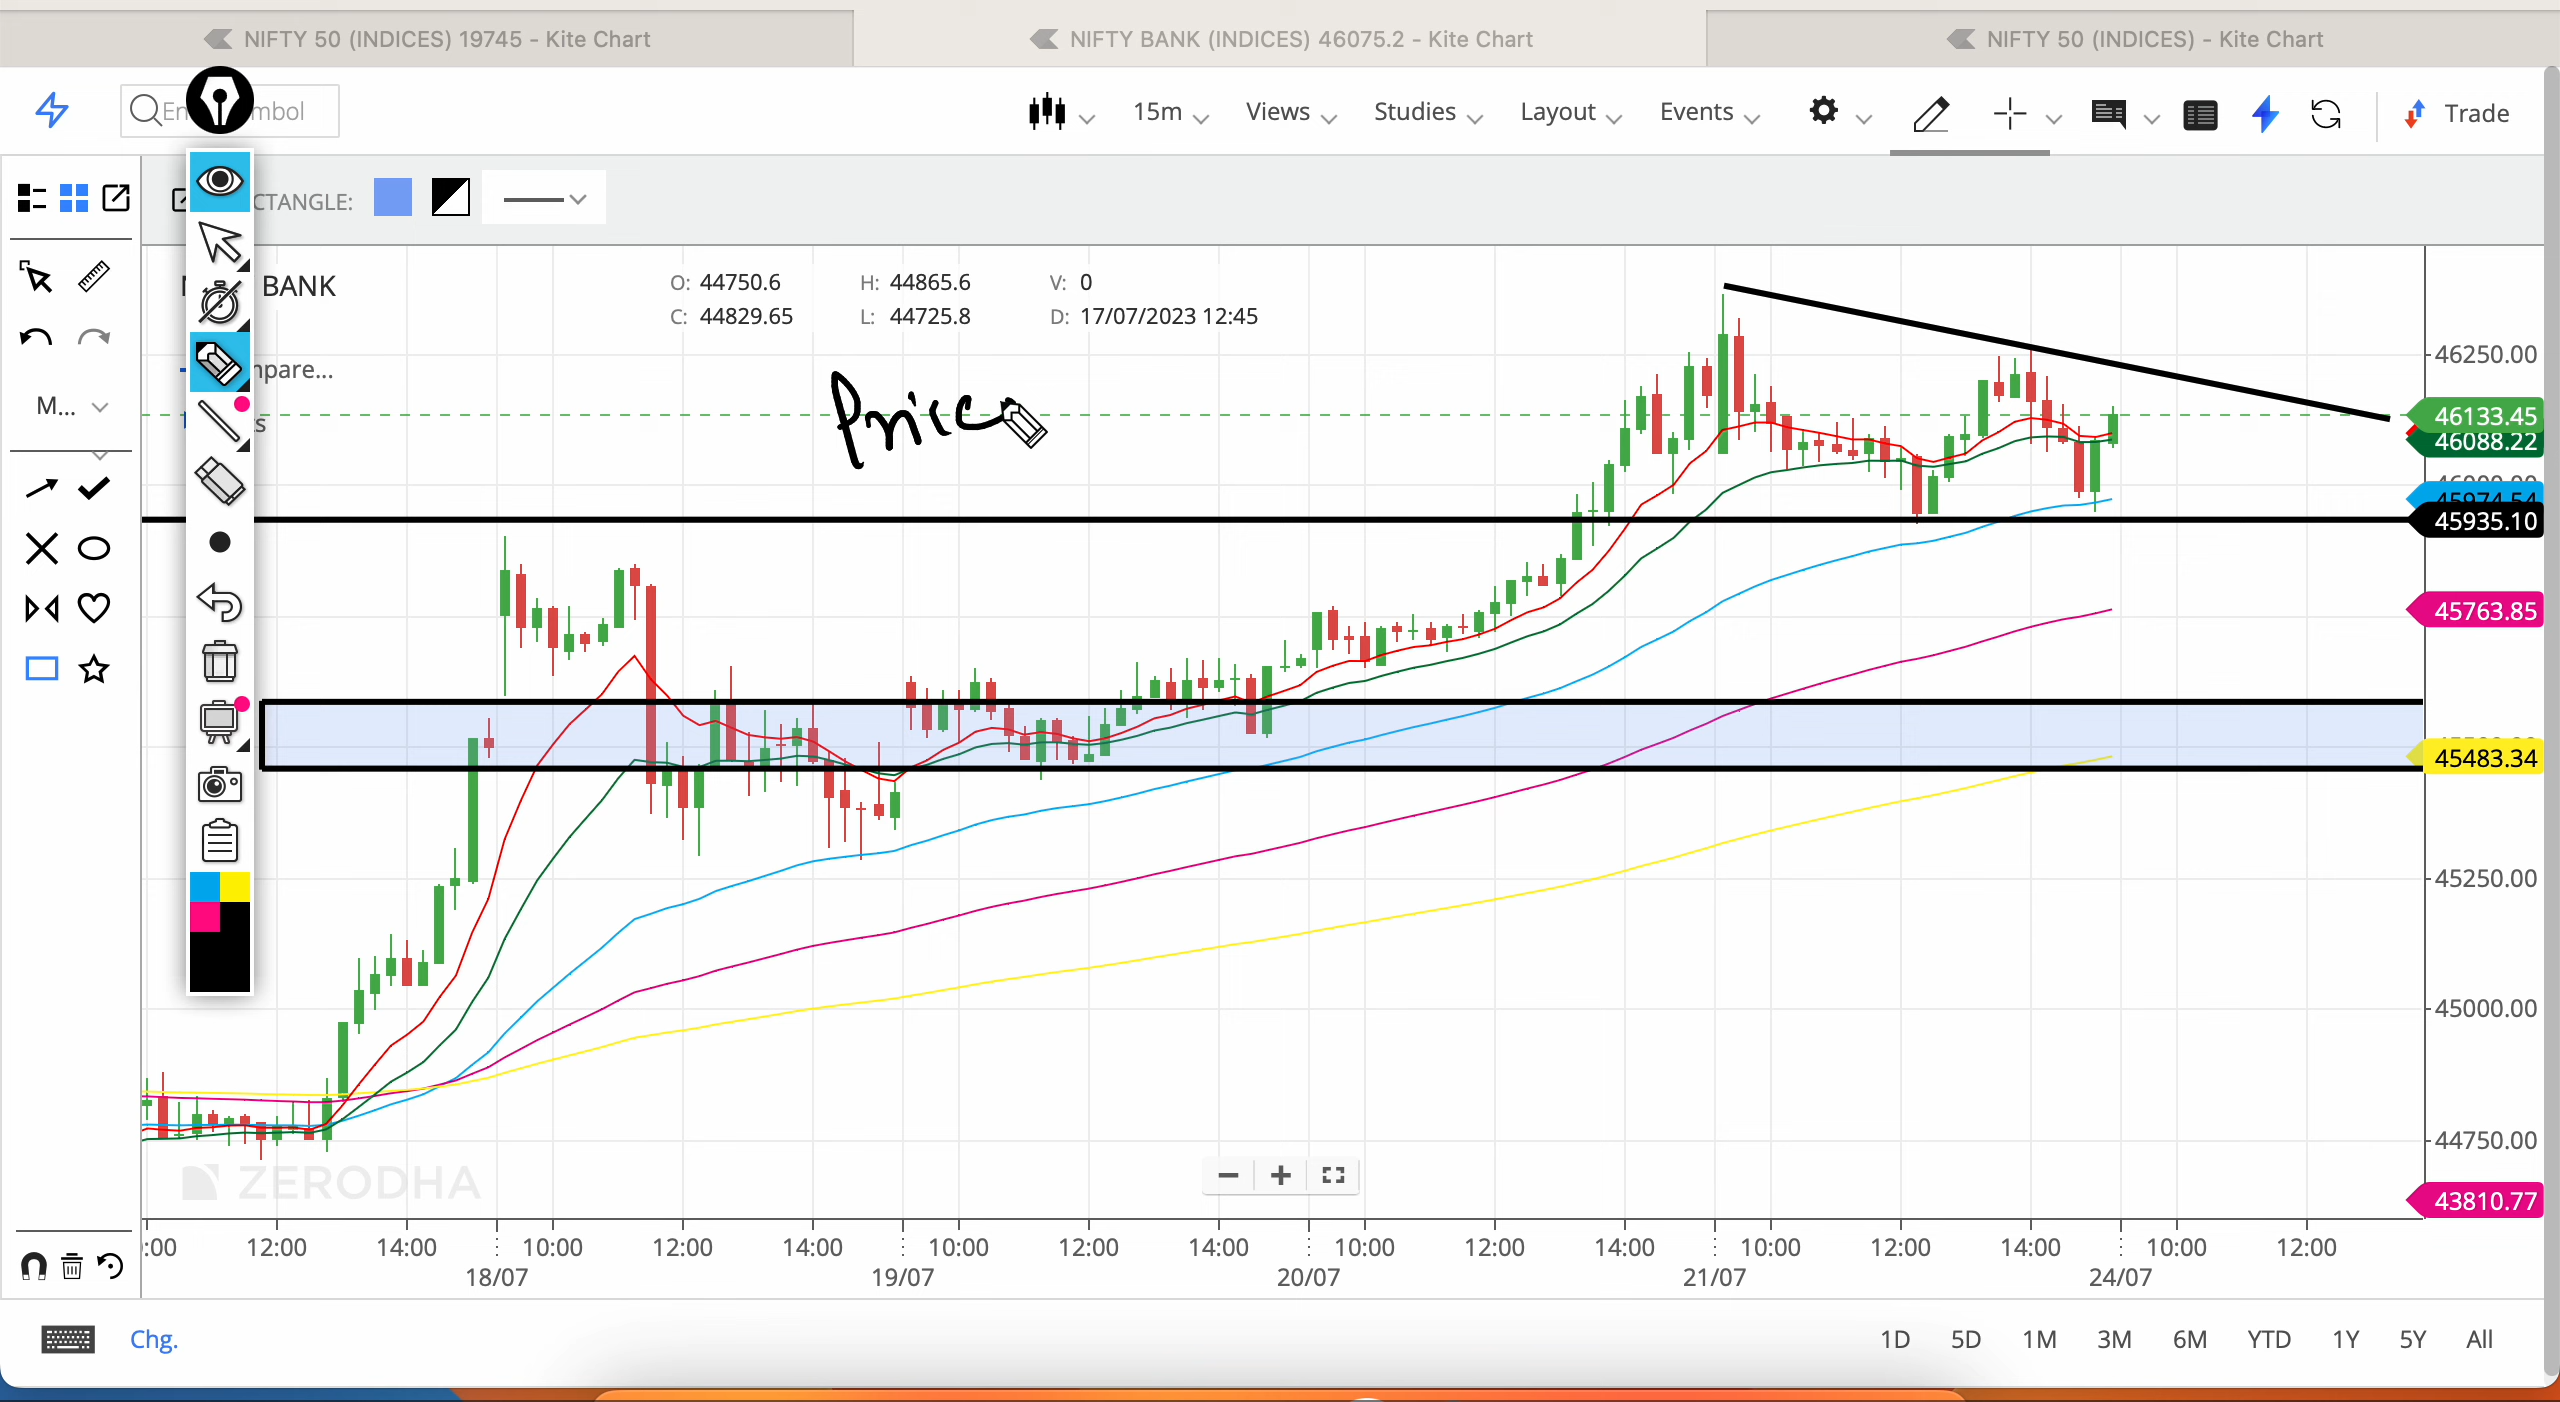 NIFTY 50 (INDICES) 19745 - Kite Chart
NIFTY BANK (INDICES) 46075.2 - Kite Chart
NIFTY 50 (INDICES) - Kite Chart
15m
Views
Studies
Layout
Events
Trade
CTANGLE:
BANK
O: 44750.6
H: 44865.6
V: 0
C: 44829.65
L: 44725.8
D: 17/07/2023 12:45
M...
mpare...
Price
46250.00
46133.45
46088.22
45974.54
45935.10
45763.85
45483.34
45250.00
45000.00
44750.00
43810.77
ZERODHA
:00 12:00 14:00 10:00 12:00 14:00 10:00 12:00 14:00 10:00 12:00 14:00 10:00 12:00 14:00 10:00 12:00
18/07 19/07 20/07 21/07 24/07
Chg.
1D 5D 1M 3M 6M YTD 1Y 5Y All